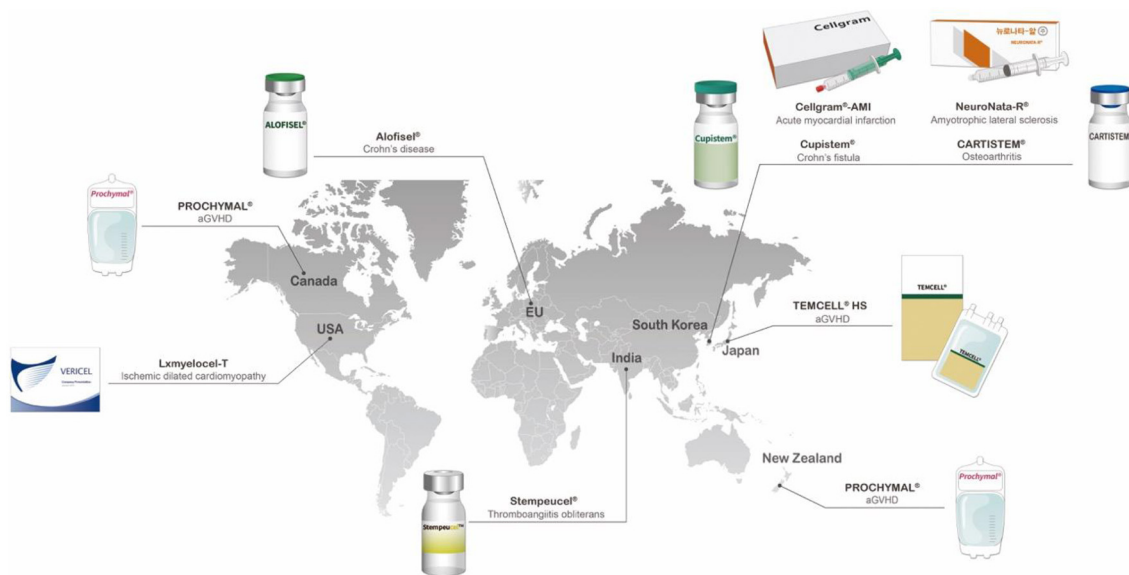 Cellgram
뉴로나타-알
NEURONATA-R®
ALOFISEL®
Cellgram®-AMI
Acute myocardial infarction
NeuroNata-R®
Amyotrophic lateral sclerosis
Alofisel®
Crohn's disease
Cupistem®
Cupistem®
Crohn's fistula
CARTISTEM®
Osteoarthritis
CARTISTEM®
Prochymal®
PROCHYMAL®
aGVHD
Canada
EU
USA
South Korea
Japan
India
TEMCELL® HS
aGVHD
TEMCELL®
TEMCELL®
VERICEL
Lxmyelocel-T
Ischemic dilated cardiomyopathy
New Zealand
PROCHYMAL®
aGVHD
Prochymal®
Stempeucel®
Thromboangiitis obliterans